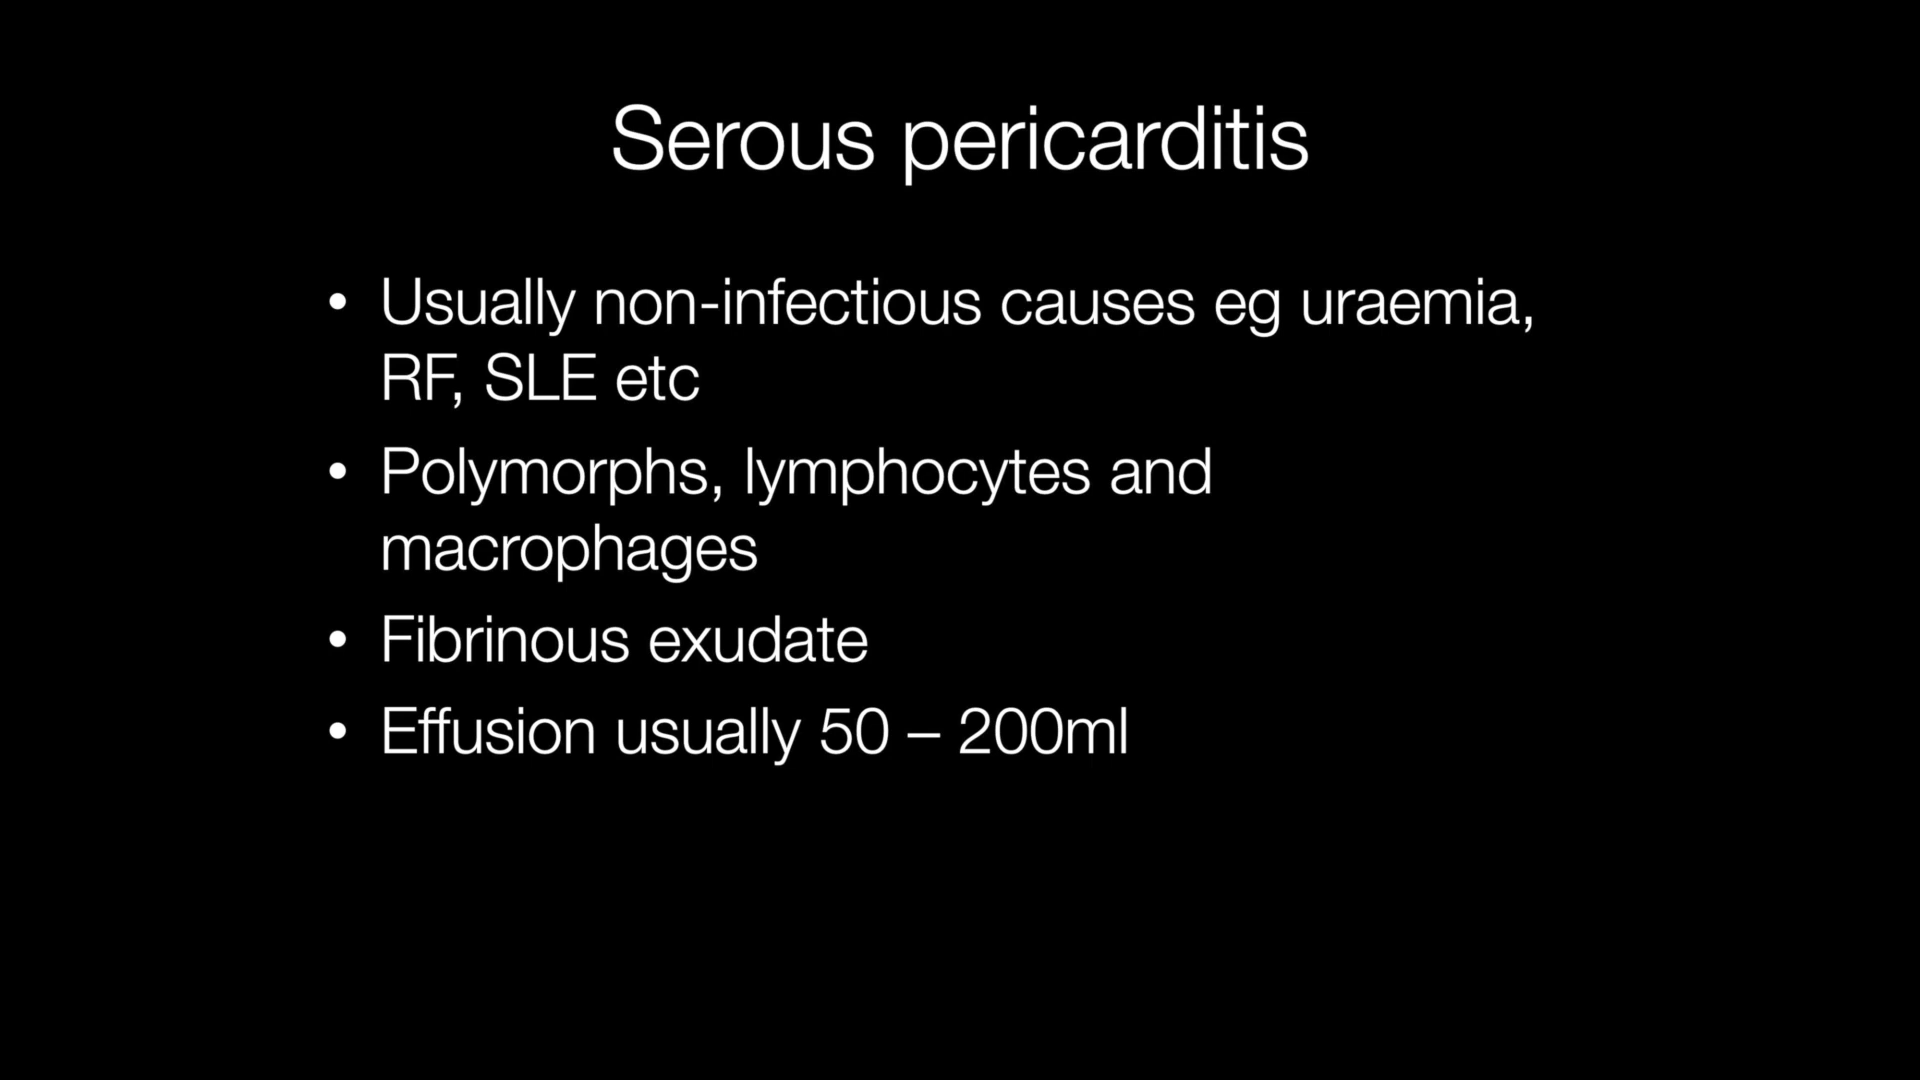 Serous pericarditis
• Usually non-infectious causes eg uraemia,
RF, SLE etc
• Polymorphs, lymphocytes and
macrophages
• Fibrinous exudate
• Effusion usually 50 – 200ml